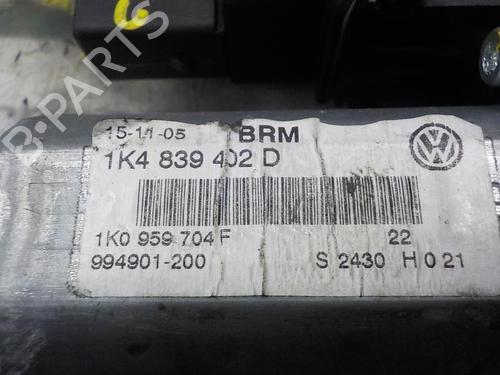 B-PARTS
15-11-05 BRM
1K4 839 402 D
1K0 959 704 F 22
994901-200 S 2430 H 0 21